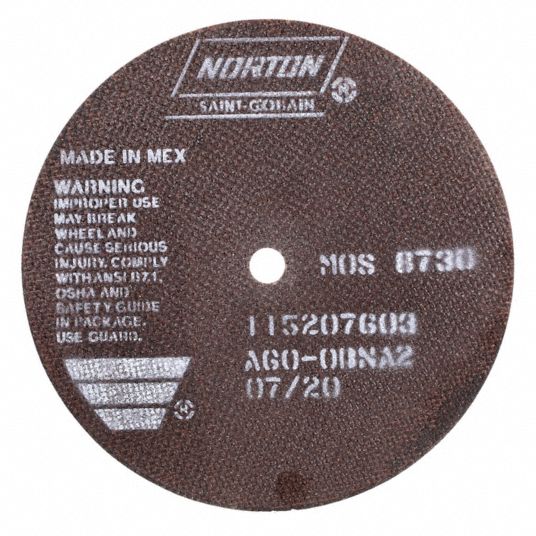 NORTON
SAINT-GOBAIN
MADE IN MEX
WARNING
IMPROPER USE
MAY BREAK
WHEEL AND
CAUSE SERIOUS
INJURY. COMPLY
WITH ANSI B7.1,
OSHA AND
SAFETY GUIDE
IN PACKAGE.
USE GUARD.
MOS 8730
115207603
A60-OBNA2
07/20